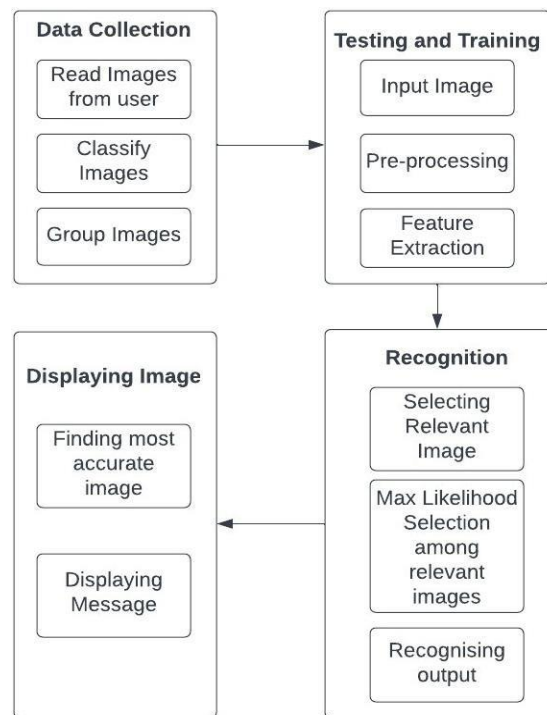 Data Collection
Read Images
from user
Classify
Images
Group Images
Testing and Training
Input Image
Pre-processing
Feature
Extraction
Recognition
Selecting
Relevant
Image
Max Likelihood
Selection
among
relevant
images
Recognising
output
Displaying Image
Finding most
accurate
image
Displaying
Message